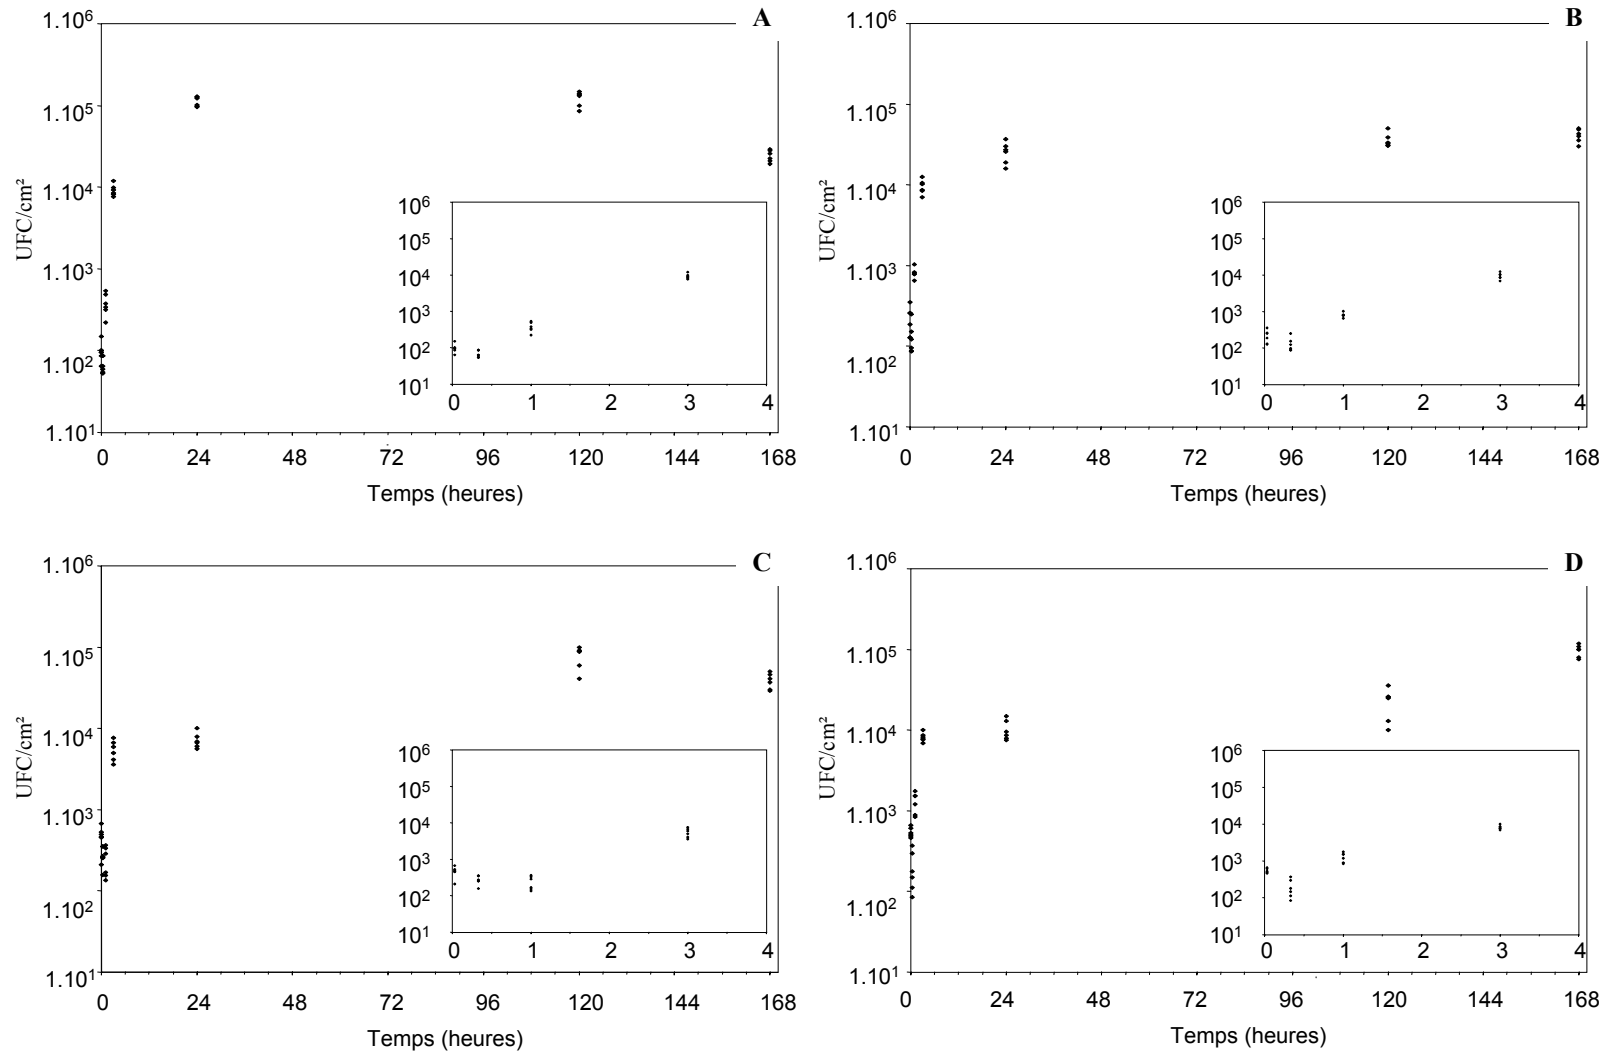 A
1.10⁶
1.10⁵
1.10⁴
1.10³
1.10²
1.10¹
UFC/cm²
10⁶
10⁵
10⁴
10³
10²
10¹
0 1 2 3 4
0 24 48 72 96 120 144 168
Temps (heures)
B
1.10⁶
1.10⁵
1.10⁴
1.10³
1.10²
1.10¹
UFC/cm²
10⁶
10⁵
10⁴
10³
10²
10¹
0 1 2 3 4
0 24 48 72 96 120 144 168
Temps (heures)
C
1.10⁶
1.10⁵
1.10⁴
1.10³
1.10²
1.10¹
UFC/cm²
10⁶
10⁵
10⁴
10³
10²
10¹
0 1 2 3 4
0 24 48 72 96 120 144 168
Temps (heures)
D
1.10⁶
1.10⁵
1.10⁴
1.10³
1.10²
1.10¹
UFC/cm²
10⁶
10⁵
10⁴
10³
10²
10¹
0 1 2 3 4
0 24 48 72 96 120 144 168
Temps (heures)